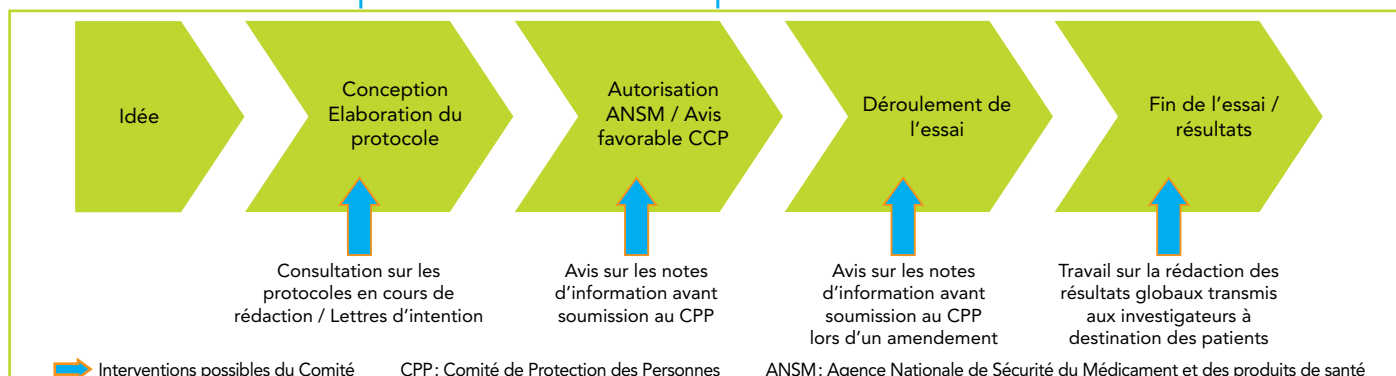 Idée
Conception
Elaboration du
protocole
Autorisation
ANSM / Avis
favorable CCP
Déroulement de
l'essai
Fin de l'essai /
résultats
Consultation sur les
protocoles en cours de
rédaction / Lettres d'intention
Avis sur les notes
d'information avant
soumission au CPP
Avis sur les notes
d'information avant
soumission au CPP
lors d'un amendement
Travail sur la rédaction des
résultats globaux transmis
aux investigateurs à
destination des patients
Interventions possibles du Comité
CPP : Comité de Protection des Personnes
ANSM : Agence Nationale de Sécurité du Médicament et des produits de santé